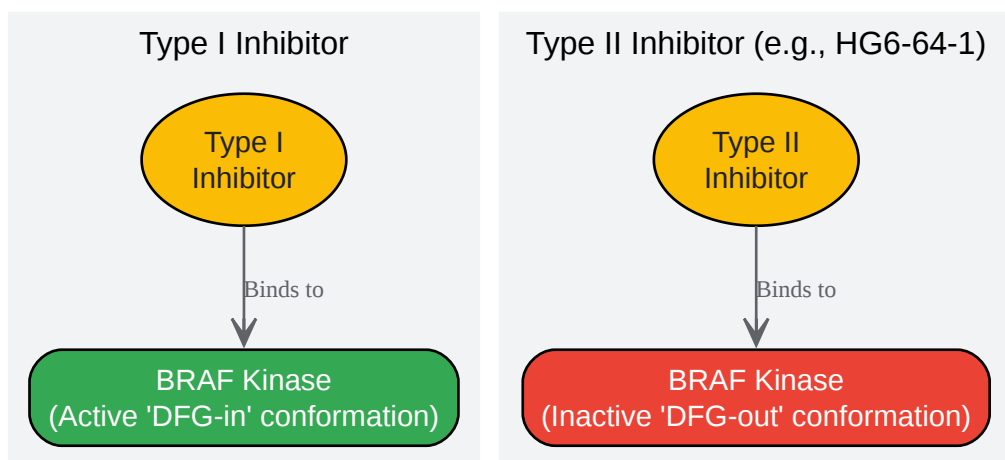 Type I Inhibitor
Type I
Inhibitor
Binds to
BRAF Kinase
(Active 'DFG-in' conformation)
Type II Inhibitor (e.g., HG6-64-1)
Type II
Inhibitor
Binds to
BRAF Kinase
(Inactive 'DFG-out' conformation)